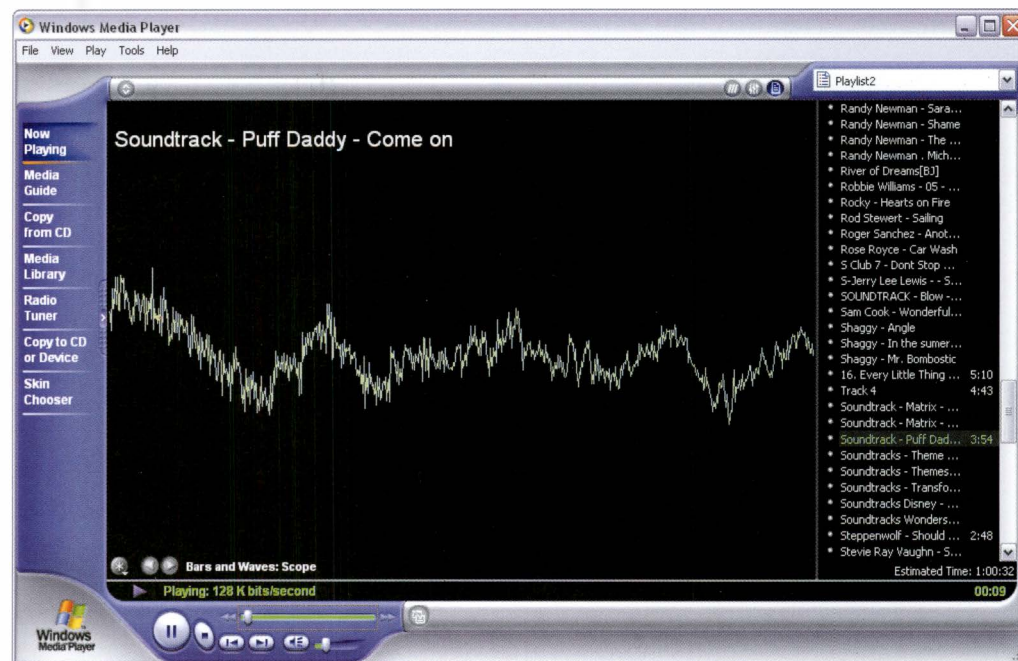 Windows Media Player
File View Play Tools Help
Playlist2
Now
Playing
Media
Guide
Copy
from CD
Media
Library
Radio
Tuner
Copy to CD
or Device
Skin
Chooser
Soundtrack - Puff Daddy - Come on
Randy Newman - Sara...
Randy Newman - Shame
Randy Newman - The ...
Randy Newman . Mich...
River of Dreams[BJ]
Robbie Williams - 05 - ...
Rocky - Hearts on Fire
Rod Stewert - Sailing
Roger Sanchez - Anot...
Rose Royce - Car Wash
S Club 7 - Dont Stop ...
S-Jerry Lee Lewis - - S...
SOUNDTRACK - Blow -...
Sam Cook - Wonderful...
Shaggy - Angle
Shaggy - In the sumer...
Shaggy - Mr. Bombostic
16. Every Little Thing ... 5:10
Track 4 4:43
Soundtrack - Matrix - ...
Soundtrack - Matrix - ...
Soundtrack - Puff Dad... 3:54
Soundtracks - Theme ...
Soundtracks - Themes...
Soundtracks - Transfo...
Soundtracks Disney - ...
Soundtracks Wonders...
Steppenwolf - Should ... 2:48
Stevie Ray Vaughn - S...
Bars and Waves: Scope
Estimated Time: 1:00:32
Playing: 128 K bits/second
00:09
Windows
Media Player